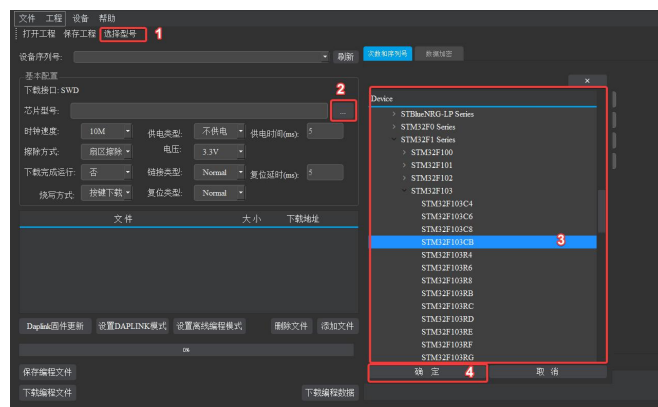 文件 工程 设备 帮助
打开工程 保存工程 选择型号 1
设备序列号: 刷新 次数和序列号 数据加密
基本配置
下载接口: SWD 2
芯片型号: ...
时钟速度: 10M 供电类型: 不供电 供电时间(ms): 5
擦除方式: 扇区擦除 电压: 3.3V
下载完成运行: 否 链接类型: Normal 复位延时(ms): 5
烧写方式: 按键下载 复位类型: Normal
文件 大小 下载地址
Daplink固件更新 设置DAPLINK模式 设置离线编程模式 删除文件 添加文件
0%
保存编程文件
下载编程文件 下载编程数据
×
Device
STBlueNRG-LP Series
STM32F0 Series
STM32F1 Series
STM32F100
STM32F101
STM32F102
STM32F103
STM32F103C4
STM32F103C6
STM32F103C8
STM32F103CB 3
STM32F103R4
STM32F103R6
STM32F103R8
STM32F103RB
STM32F103RC
STM32F103RD
STM32F103RE
STM32F103RF
STM32F103RG
确 定 4 取 消